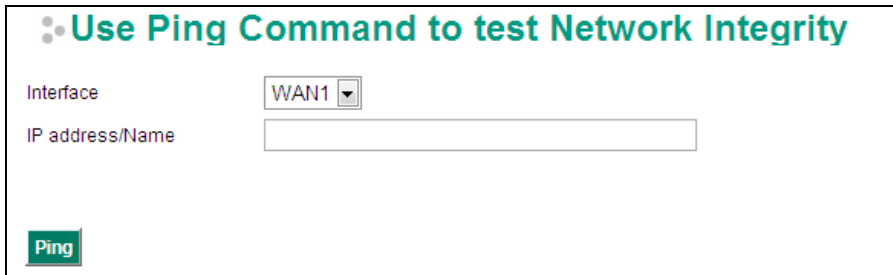 Use Ping Command to test Network Integrity
Interface WAN1
IP address/Name
Ping